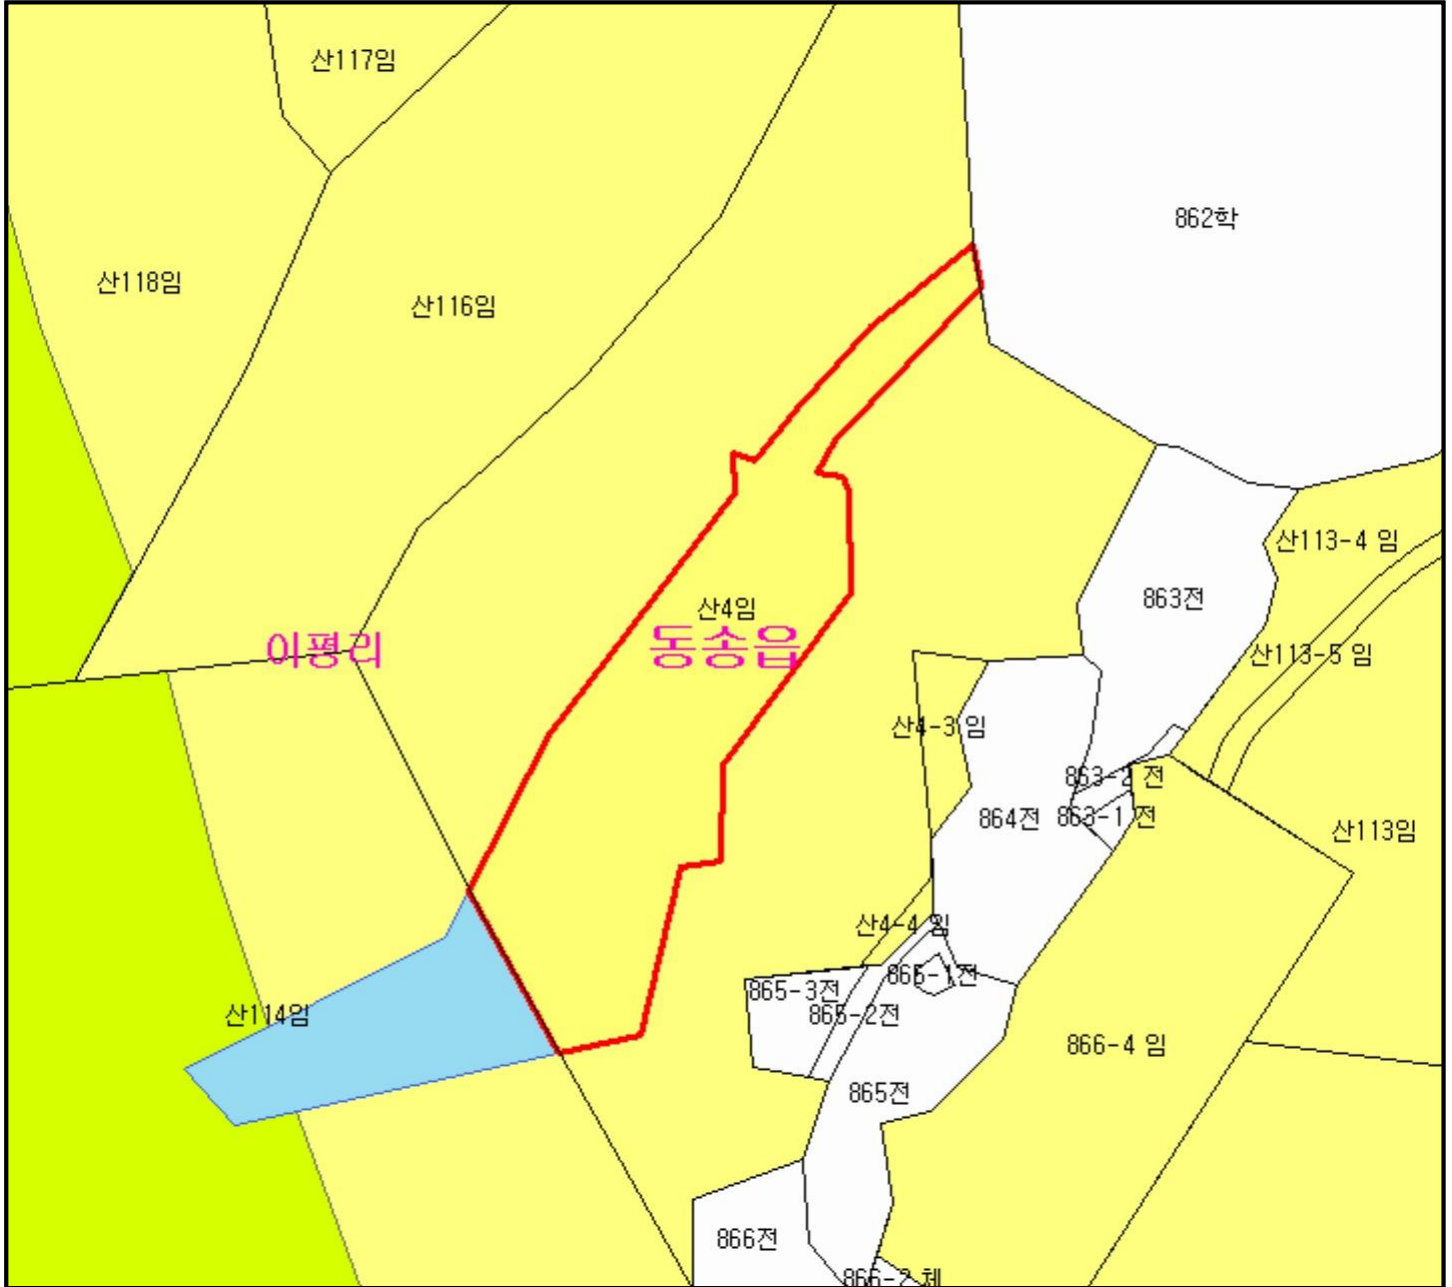 산117임
862학
산118임
산116임
산113-4 임
863전
산4임
이평리
동송읍
산113-5 임
산4-3 임
863-2 전
864전
863-1 전
산113임
산4-4 임
865-1전
865-3전
865-2전
산114임
866-4 임
865전
866전
866-2 체